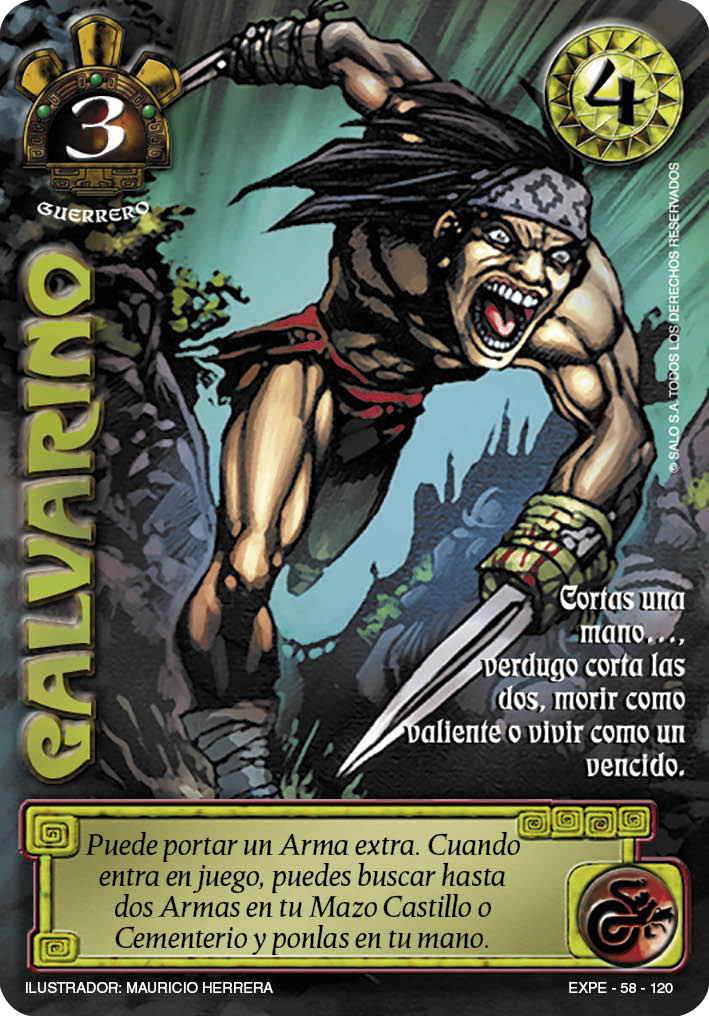 3
4
GUERRERO
GALVARINO
© SALO S.A. TODOS LOS DERECHOS RESERVADOS
Cortas una
mano...,
verdugo corta las
dos, morir como
valiente o vivir como un
vencido.
Puede portar un Arma extra. Cuando
entra en juego, puedes buscar hasta
dos Armas en tu Mazo Castillo o
Cementerio y ponlas en tu mano.
ILUSTRADOR: MAURICIO HERRERA
EXPE - 58 - 120